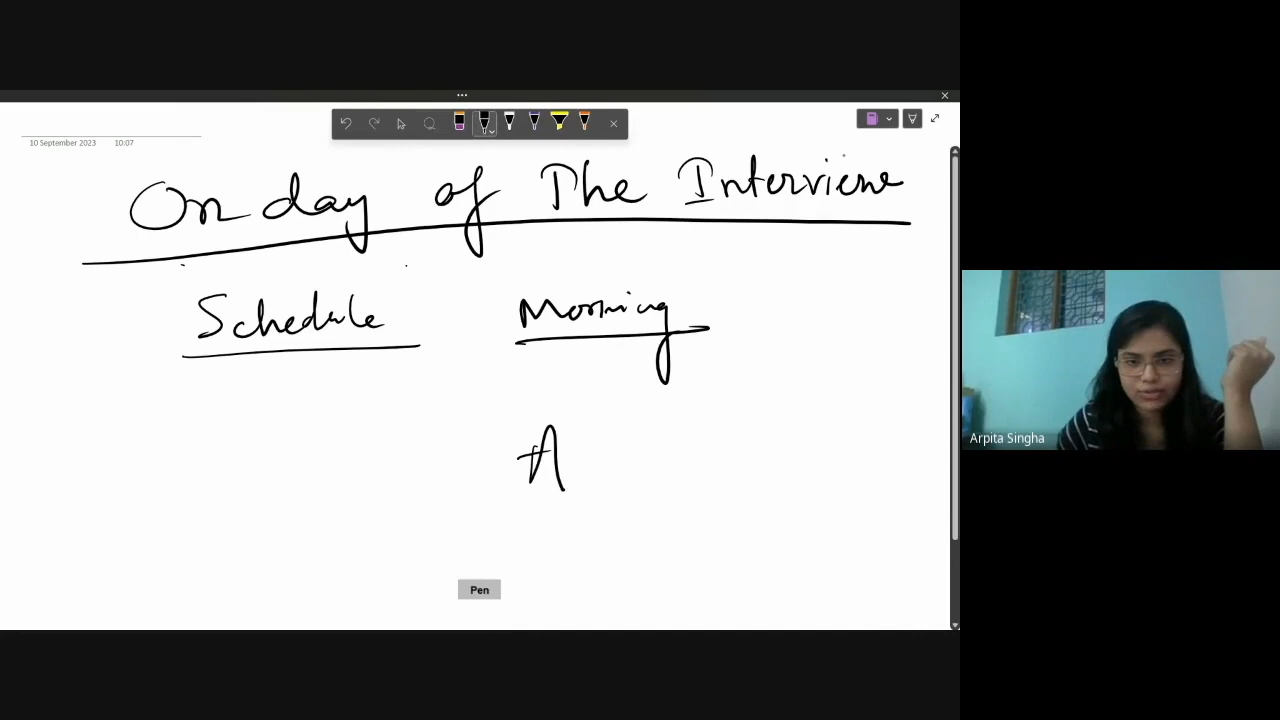 10 September 2023 10:07
On day of The Interview
Schedule Morning
A
Arpita Singha
Pen